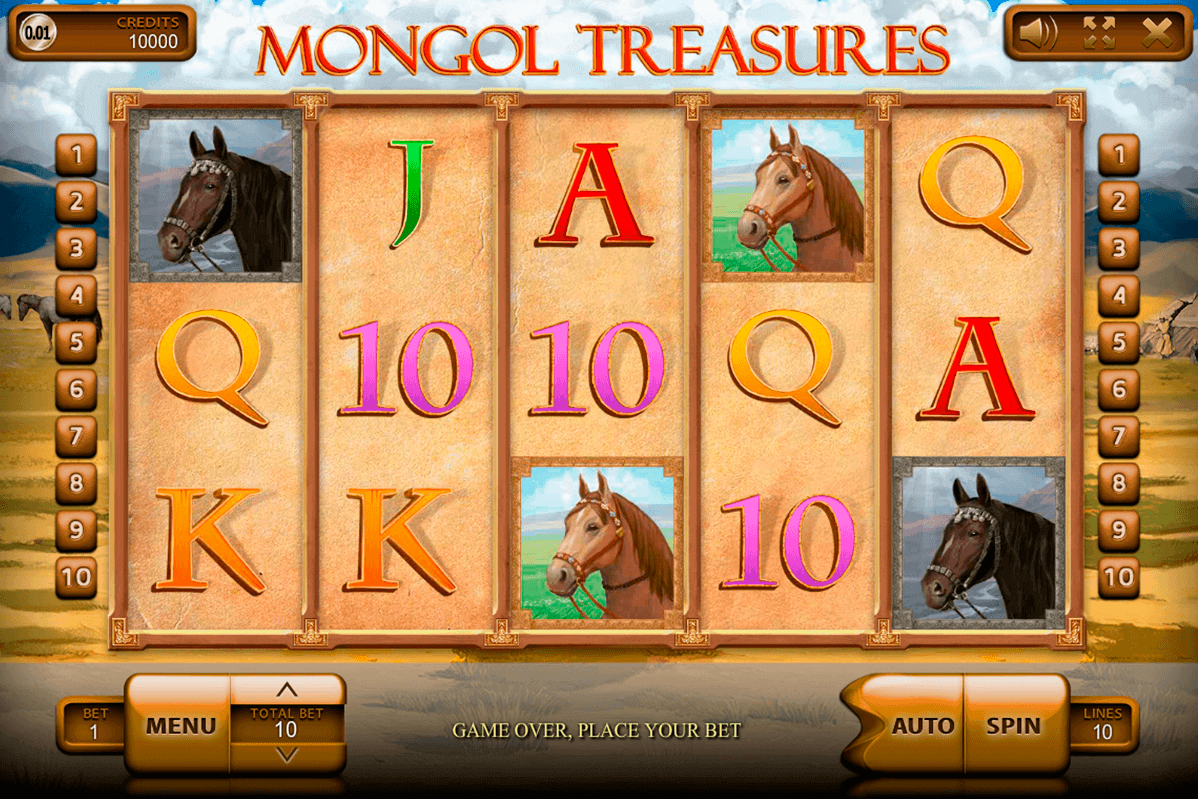 0.01
CREDITS
10000
MONGOL TREASURES
1
2
3
4
5
6
7
8
9
10
J A Q
Q 10 10 Q A
K K 10
1
2
3
4
5
6
7
8
9
10
BET
1
MENU
TOTAL BET
10
GAME OVER, PLACE YOUR BET
AUTO
SPIN
LINES
10